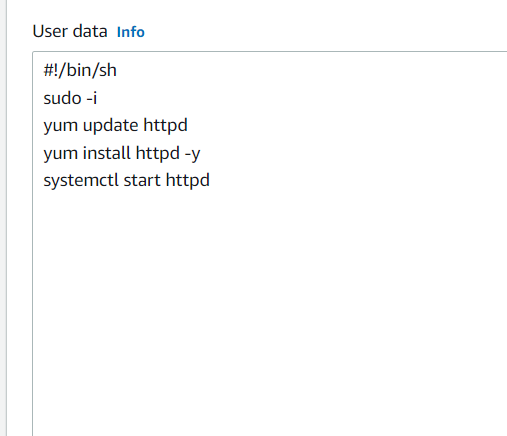 User data Info
#!/bin/sh
sudo -i
yum update httpd
yum install httpd -y
systemctl start httpd